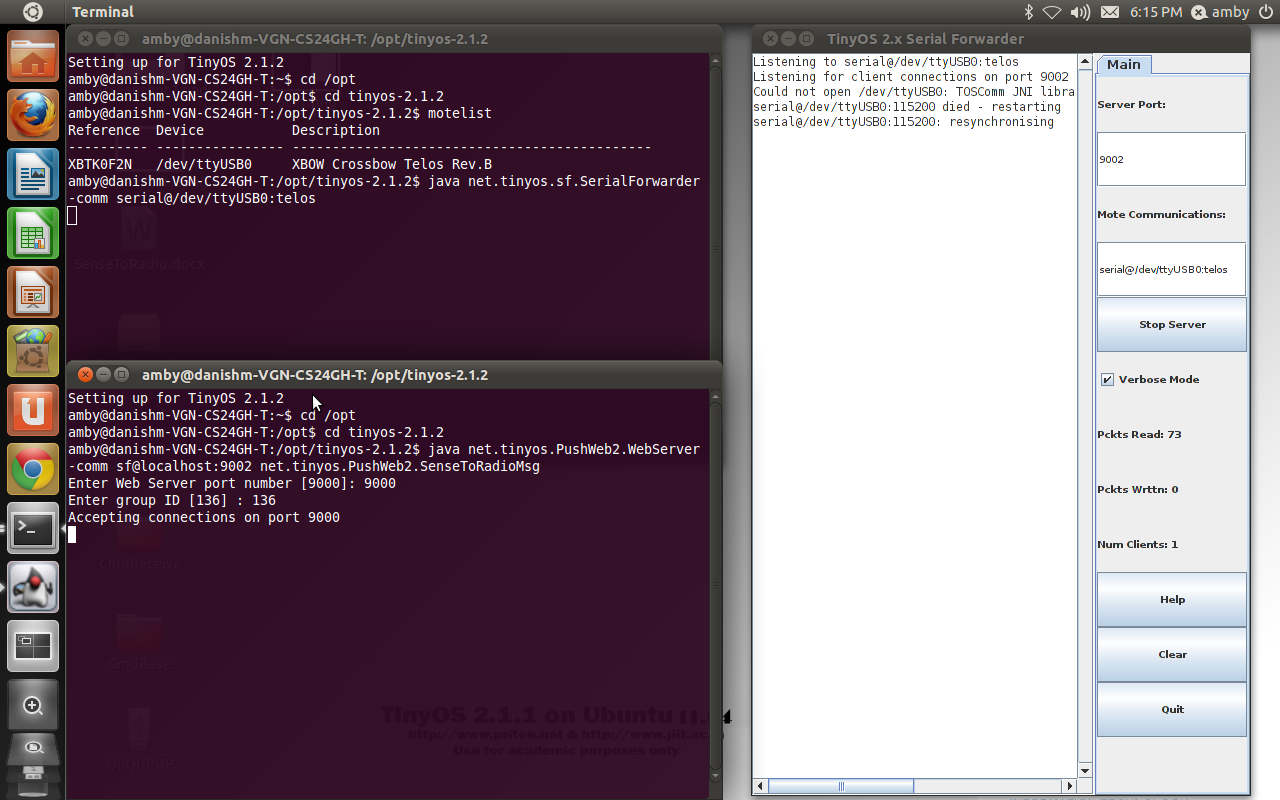 Terminal
6:15 PM
amby
amby@danishm-VGN-CS24GH-T: /opt/tinyos-2.1.2
Setting up for TinyOS 2.1.2
amby@danishm-VGN-CS24GH-T:~$ cd /opt
amby@danishm-VGN-CS24GH-T:/opt$ cd tinyos-2.1.2
amby@danishm-VGN-CS24GH-T:/opt/tinyos-2.1.2$ motelist
Reference Device Description
---------- ---------------- ---------------------------------------------
XBTK0F2N /dev/ttyUSB0 XBOW Crossbow Telos Rev.B
amby@danishm-VGN-CS24GH-T:/opt/tinyos-2.1.2$ java net.tinyos.sf.SerialForwarder
-comm serial@/dev/ttyUSB0:telos
SenseToRadio.docx
amby@danishm-VGN-CS24GH-T: /opt/tinyos-2.1.2
Setting up for TinyOS 2.1.2
amby@danishm-VGN-CS24GH-T:~$ cd /opt
amby@danishm-VGN-CS24GH-T:/opt$ cd tinyos-2.1.2
amby@danishm-VGN-CS24GH-T:/opt/tinyos-2.1.2$ java net.tinyos.PushWeb2.WebServer
-comm sf@localhost:9002 net.tinyos.PushWeb2.SenseToRadioMsg
Enter Web Server port number [9000]: 9000
Enter group ID [136] : 136
Accepting connections on port 9000
CmdReceive
CmdBase
TinyOS 2.1.1 on Ubuntu 11.04
Use for academic purposes only
TinyOS 2.x Serial Forwarder
Listening to serial@/dev/ttyUSB0:telos
Listening for client connections on port 9002
Could not open /dev/ttyUSB0: TOSComm JNI libra
serial@/dev/ttyUSB0:115200 died - restarting
serial@/dev/ttyUSB0:115200: resynchronising
Main
Server Port:
9002
Mote Communications:
serial@/dev/ttyUSB0:telos
Stop Server
Verbose Mode
Pckts Read: 73
Pckts Wrttn: 0
Num Clients: 1
Help
Clear
Quit